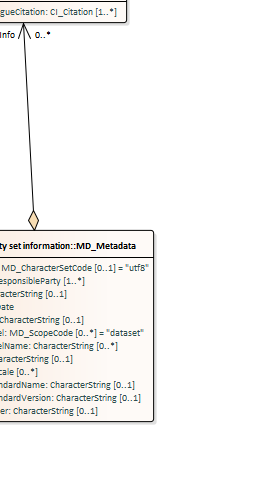 gueCitation: CI_Citation [1..*]
nfo 0..*
ty set information::MD_Metadata
: MD_CharacterSetCode [0..1] = "utf8"
esponsibleParty [1..*]
racterString [0..1]
ate
CharacterString [0..1]
el: MD_ScopeCode [0..*] = "dataset"
elName: CharacterString [0..*]
aracterString [0..1]
cale [0..*]
ndardName: CharacterString [0..1]
ndardVersion: CharacterString [0..1]
er: CharacterString [0..1]